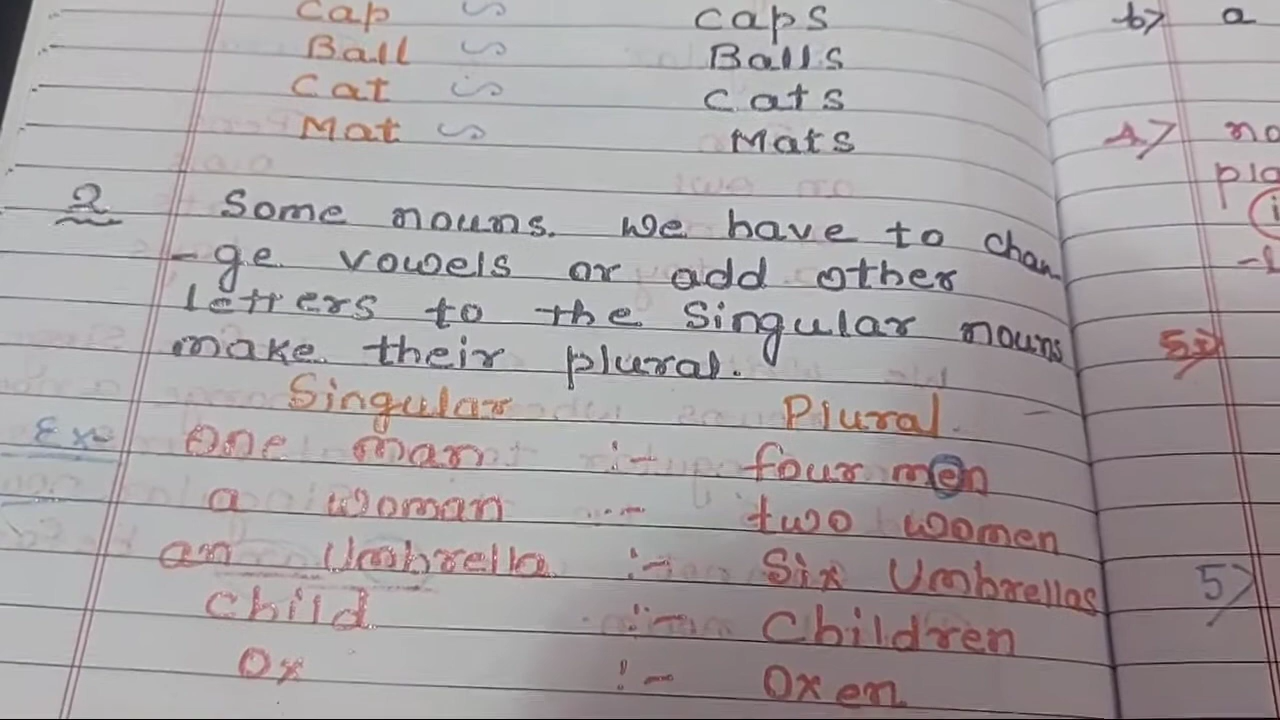 Cap ~ Caps
Ball ~ Balls
Cat ~ Cats
Mat ~ Mats
2 Some nouns. We have to chan
-ge vowels or add other
letters to the Singular nouns
make their plural.
Singular Plural
Ex- One man :- four men
a woman :- two women
an Umbrella :- Six Umbrellas
Child :- Children
Ox :- Oxen
b> a
A>
5>
5>